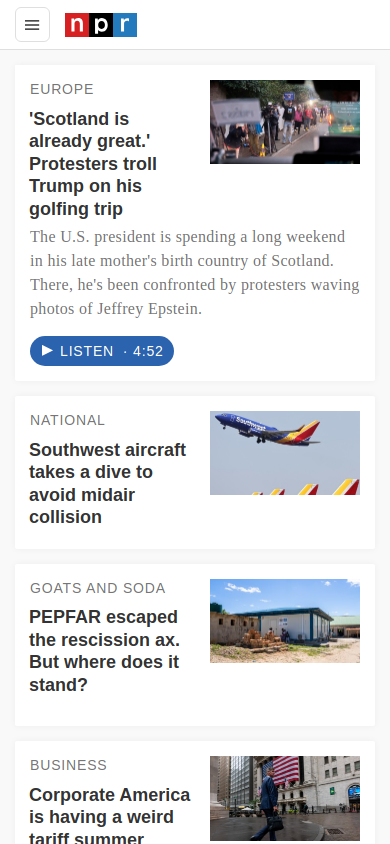 npr
EUROPE
'Scotland is
already great.'
Protesters troll
Trump on his
golfing trip
The U.S. president is spending a long weekend
in his late mother's birth country of Scotland.
There, he's been confronted by protesters waving
photos of Jeffrey Epstein.
LISTEN · 4:52
NATIONAL
Southwest aircraft
takes a dive to
avoid midair
collision
Southwest
GOATS AND SODA
PEPFAR escaped
the rescission ax.
But where does it
stand?
BUSINESS
Corporate America
is having a weird
tariff summer